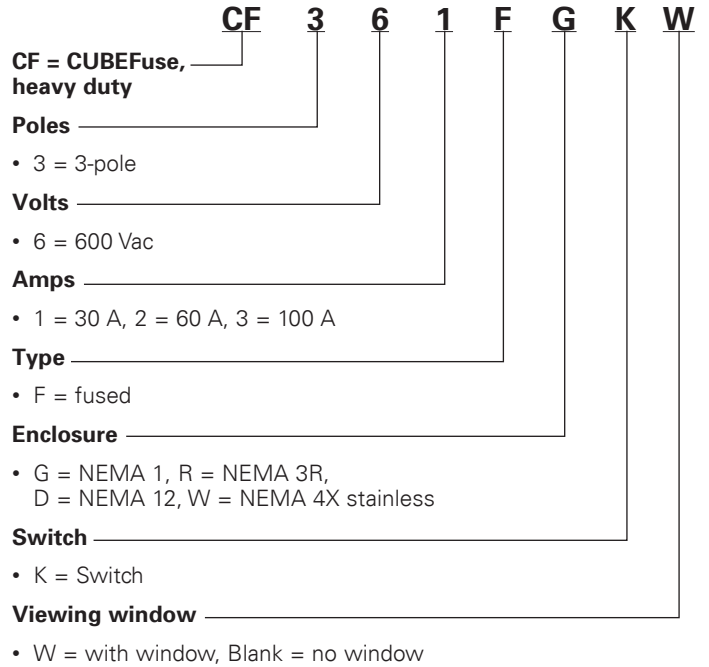 CF 3 6 1 F G K W
CF = CUBEFuse,
heavy duty
Poles
• 3 = 3-pole
Volts
• 6 = 600 Vac
Amps
• 1 = 30 A, 2 = 60 A, 3 = 100 A
Type
• F = fused
Enclosure
• G = NEMA 1, R = NEMA 3R,
D = NEMA 12, W = NEMA 4X stainless
Switch
• K = Switch
Viewing window
• W = with window, Blank = no window